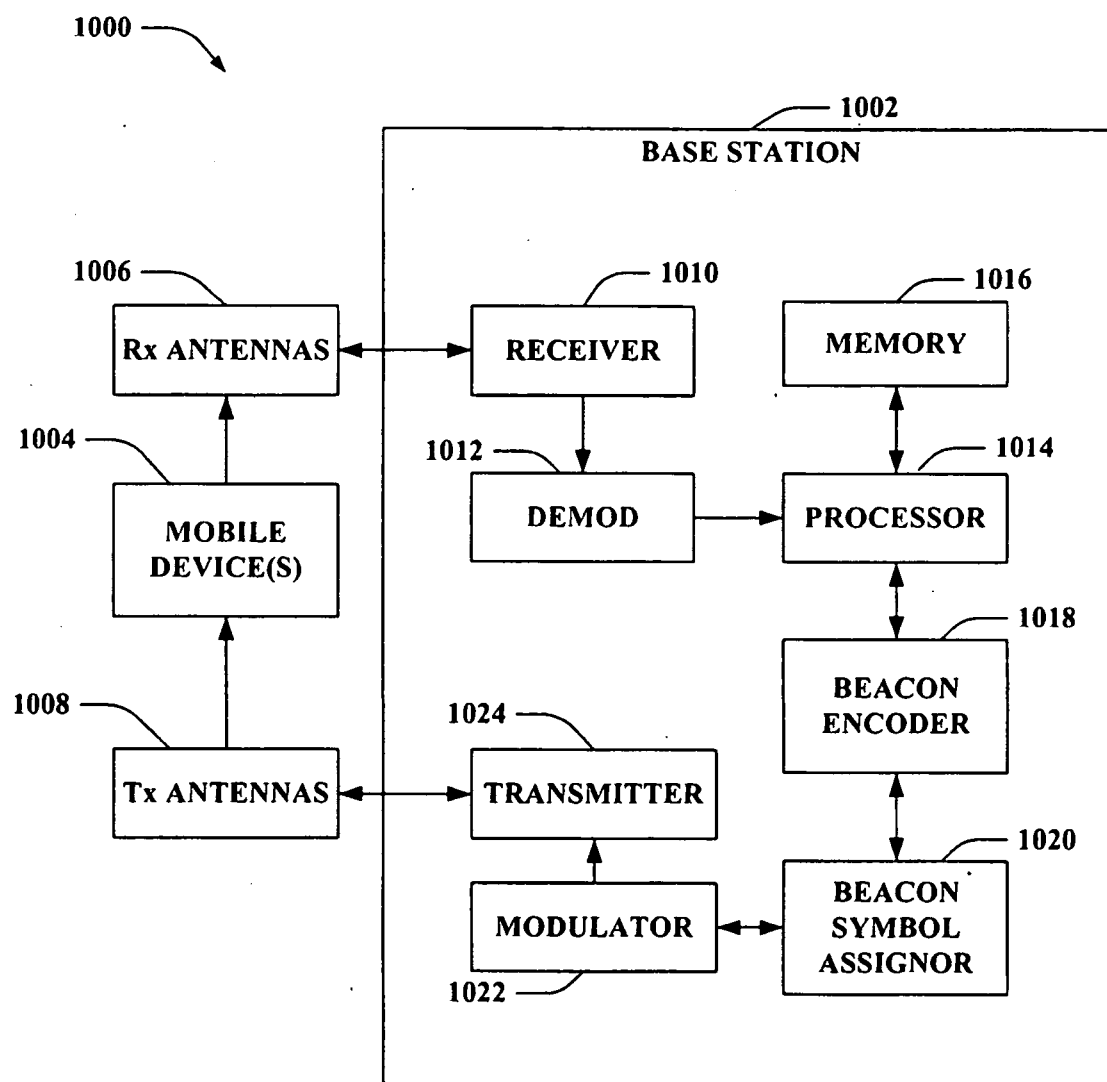 1000
1002
BASE STATION
1006
1010
1016
Rx ANTENNAS
RECEIVER
MEMORY
1004
1012
1014
MOBILE
DEVICE(S)
DEMOD
PROCESSOR
1018
BEACON
ENCODER
1008
1024
Tx ANTENNAS
TRANSMITTER
1020
BEACON
SYMBOL
ASSIGNOR
MODULATOR
1022